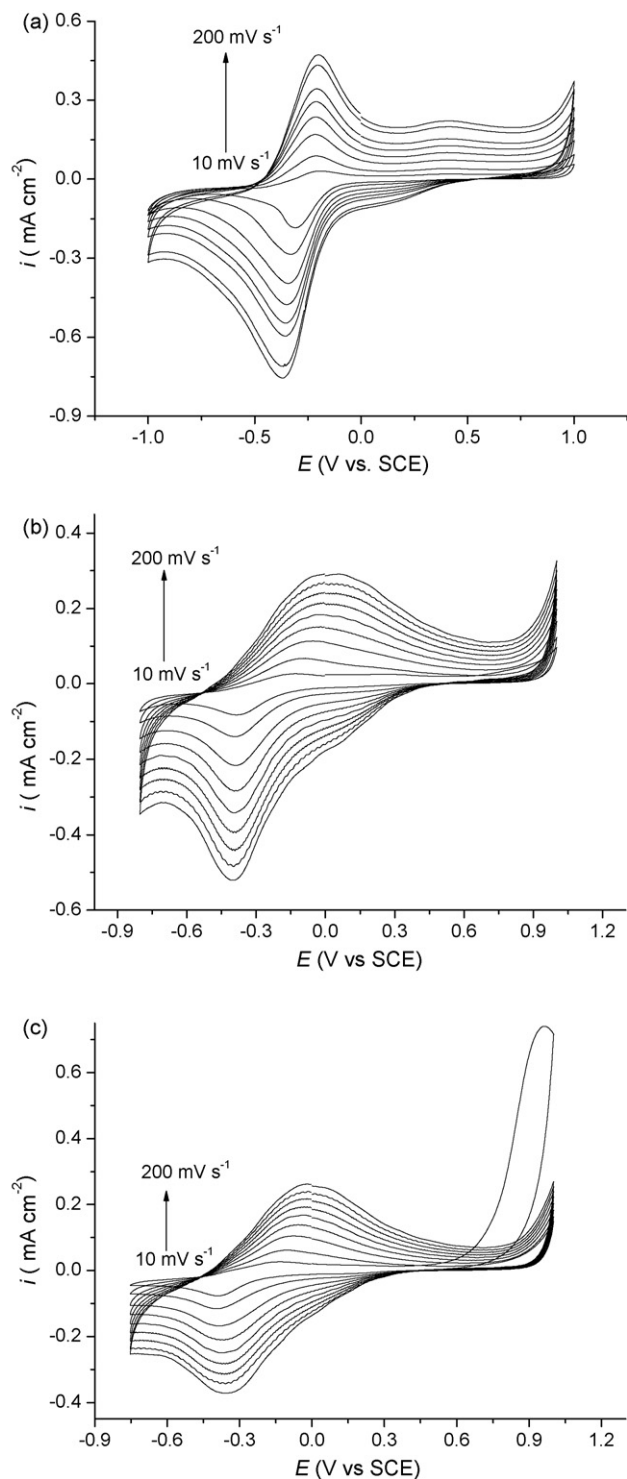 (a)
0.6
200 mV s⁻¹
0.3
10 mV s⁻¹
0.0
-0.3
-0.6
-0.9
i ( mA cm⁻²)
-1.0 -0.5 0.0 0.5 1.0
E (V vs. SCE)
(b)
0.4
200 mV s⁻¹
0.2
10 mV s⁻¹
0.0
-0.2
-0.4
-0.6
i ( mA cm⁻²)
-0.9 -0.6 -0.3 0.0 0.3 0.6 0.9 1.2
E (V vs SCE)
(c)
0.6
0.4
200 mV s⁻¹
0.2
10 mV s⁻¹
0.0
-0.2
-0.4
i ( mA cm⁻²)
-0.9 -0.6 -0.3 0.0 0.3 0.6 0.9 1.2
E (V vs SCE)